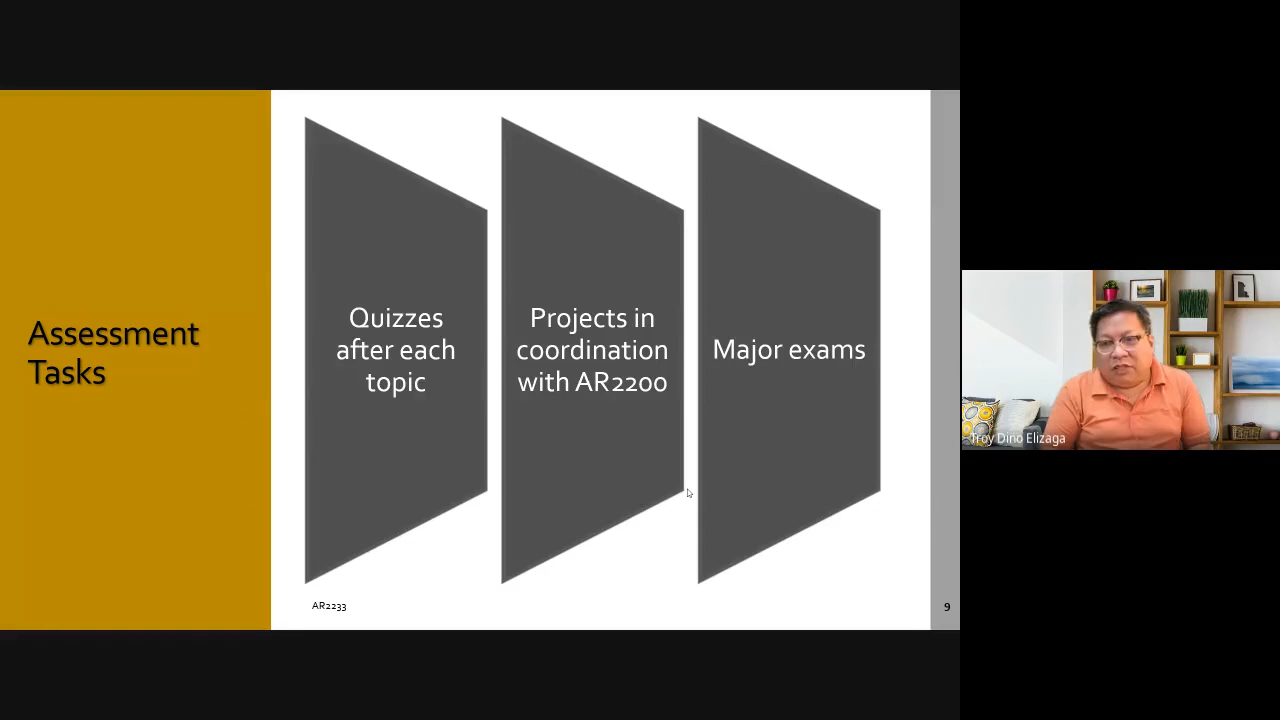 Assessment
Tasks
Quizzes
after each
topic
Projects in
coordination
with AR2200
Major exams
AR2233
9
Troy Dino Elizaga